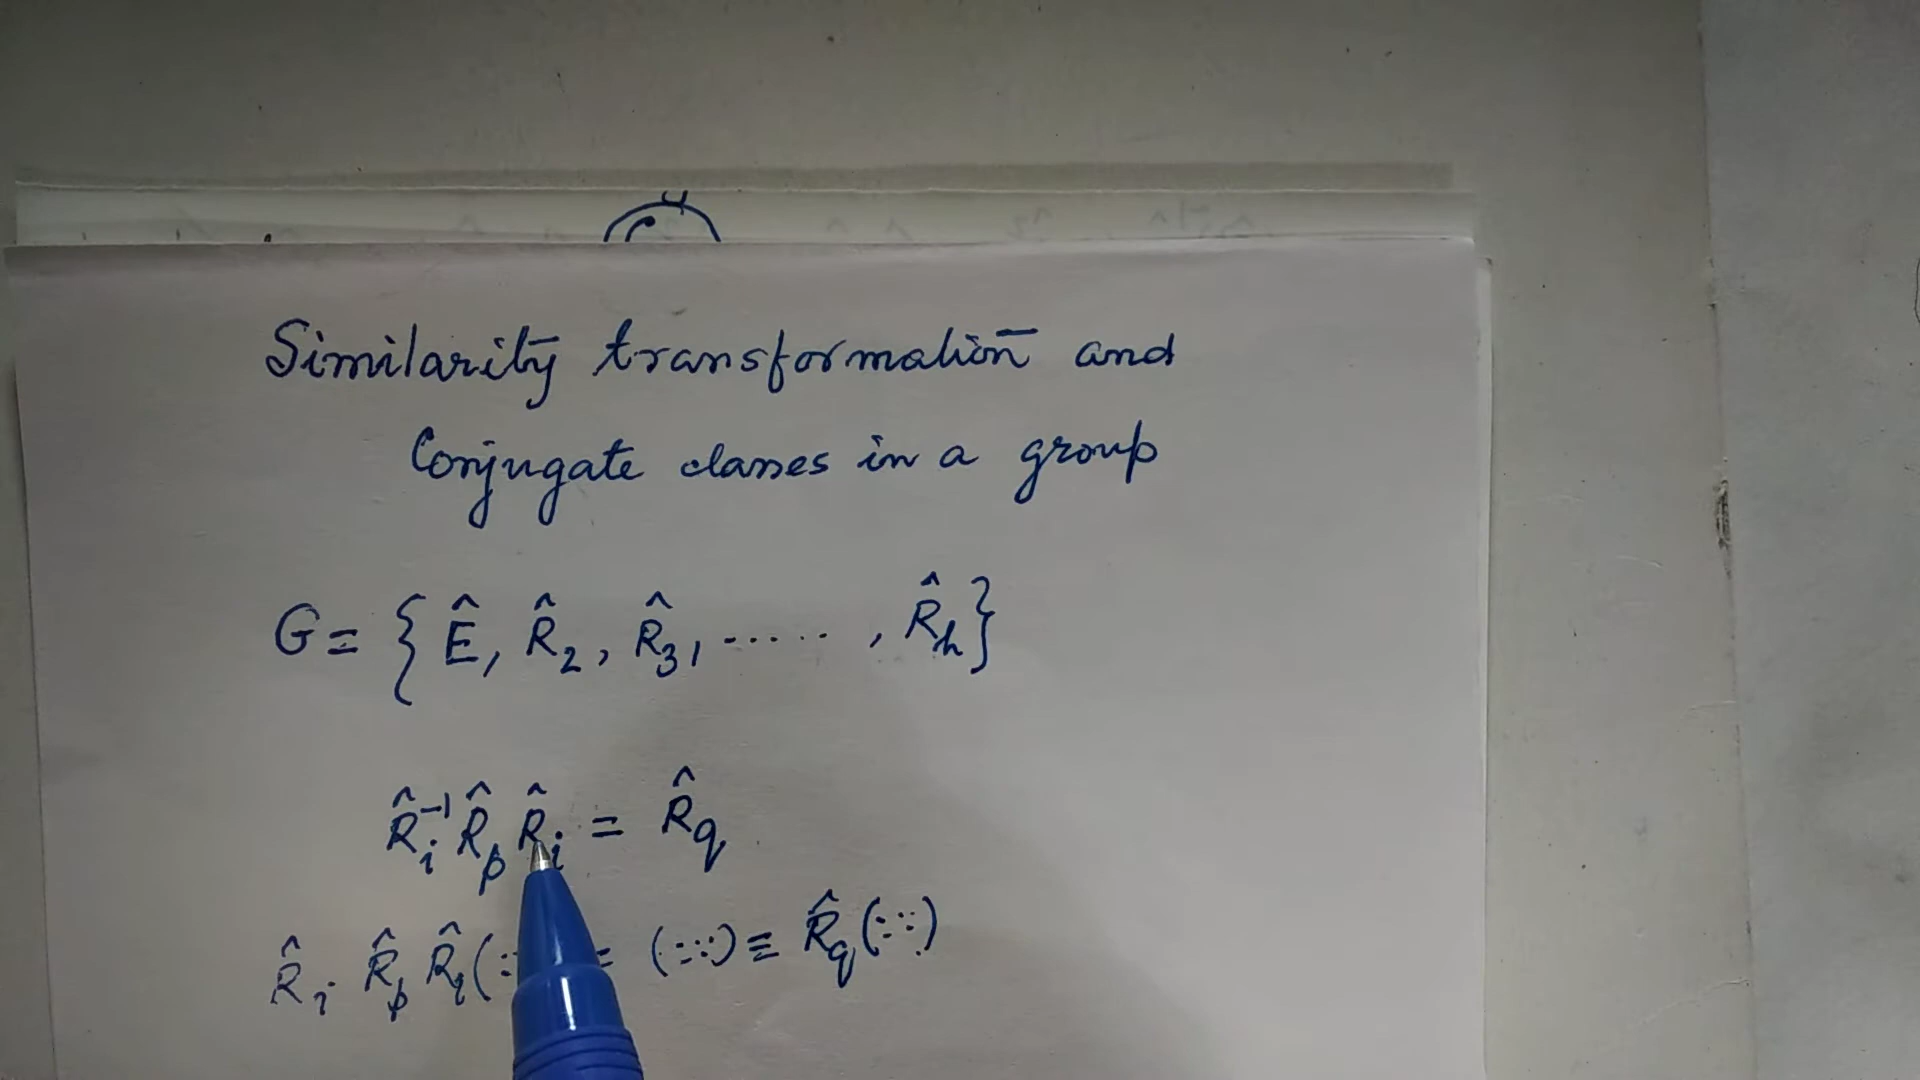 Similarity transformation and
Conjugate classes in a group
G = { Ê, R̂₂, R̂₃, ..... , R̂ₕ}
R̂ᵢ⁻¹ R̂ₚ R̂ᵢ = R̂q
R̂ᵢ R̂ₚ R̂ᵢ (:  = (:::) ≡ R̂q (:::)